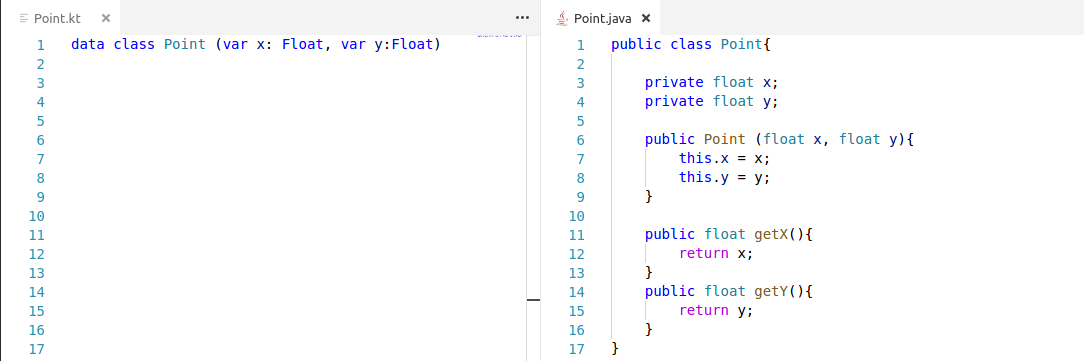 Point.kt ×
1 data class Point (var x: Float, var y:Float)
2
3
4
5
6
7
8
9
10
11
12
13
14
15
16
17
Point.java ×
1 public class Point{
2
3     private float x;
4     private float y;
5
6     public Point (float x, float y){
7         this.x = x;
8         this.y = y;
9     }
10
11     public float getX(){
12         return x;
13     }
14     public float getY(){
15         return y;
16     }
17 }